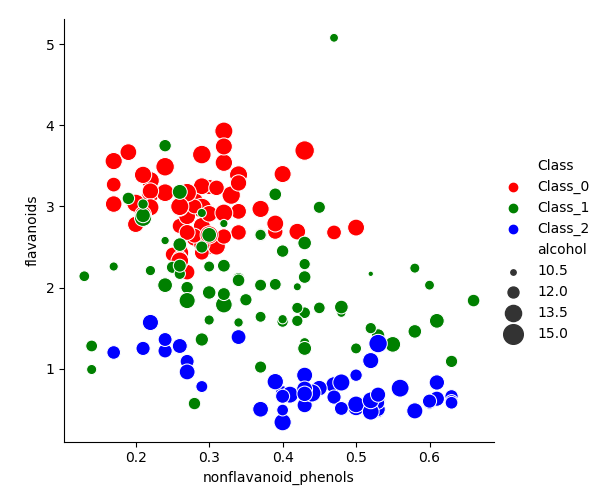 5
4
3
2
1
flavanoids
0.2 0.3 0.4 0.5 0.6
nonflavanoid_phenols
Class
Class_0
Class_1
Class_2
alcohol
10.5
12.0
13.5
15.0